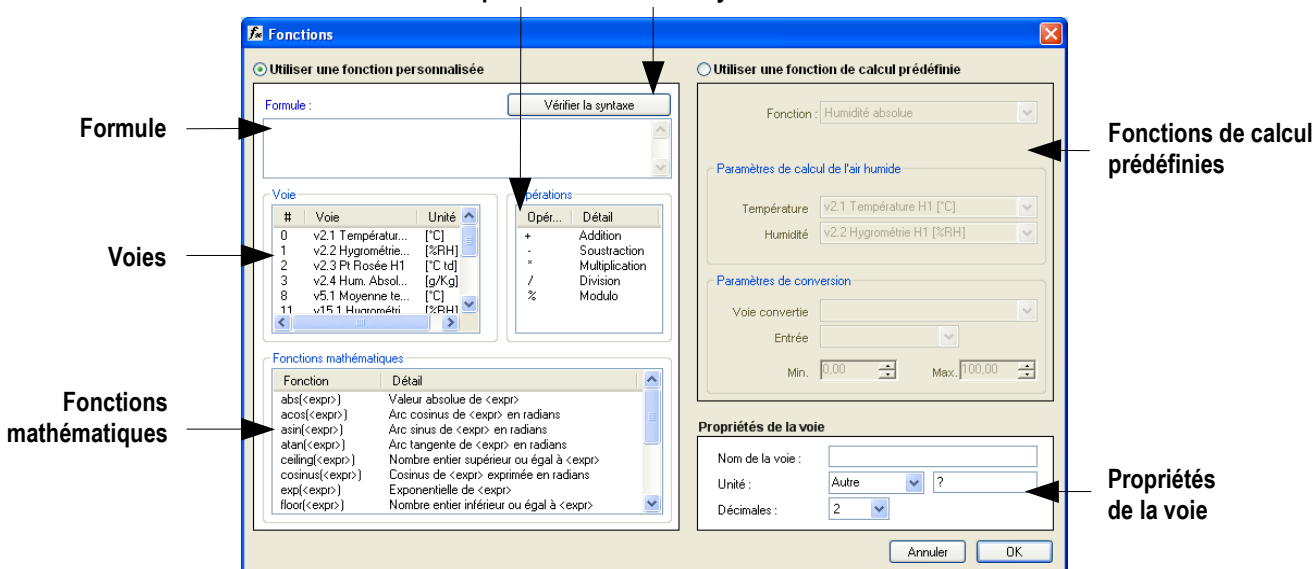 Fonctions
Utiliser une fonction personnalisée
Utiliser une fonction de calcul prédéfinie
Formule
Formule :
Vérifier la syntaxe
Fonction : Humidité absolue
Fonctions de calcul
prédéfinies
Voies
Voie
# Voie Unité
0 v2.1 Températur... [°C]
1 v2.2 Hygrométrie... [%RH]
2 v2.3 Pt Rosée H1 [°C td]
3 v2.4 Hum. Absol... [g/Kg]
8 v5.1 Moyenne te... [°C]
11 v15.1 Hygrométri... [%RH]
Opérations
Opér... Détail
+ Addition
- Soustraction
* Multiplication
/ Division
% Modulo
Paramètres de calcul de l'air humide
Température v2.1 Température H1 [°C]
Humidité v2.2 Hygrométrie H1 [%RH]
Paramètres de conversion
Voie convertie
Entrée
Min. 0,00 Max. 100,00
Fonctions
mathématiques
Fonctions mathématiques
Fonction Détail
abs(<expr>) Valeur absolue de <expr>
acos(<expr>) Arc cosinus de <expr> en radians
asin(<expr>) Arc sinus de <expr> en radians
atan(<expr>) Arc tangente de <expr> en radians
ceiling(<expr>) Nombre entier supérieur ou égal à <expr>
cosinus(<expr>) Cosinus de <expr> exprimée en radians
exp(<expr>) Exponentielle de <expr>
floor(<expr>) Nombre entier inférieur ou égal à <expr>
Propriétés de la voie
Nom de la voie :
Unité : Autre ?
Décimales : 2
Propriétés
de la voie
Annuler OK